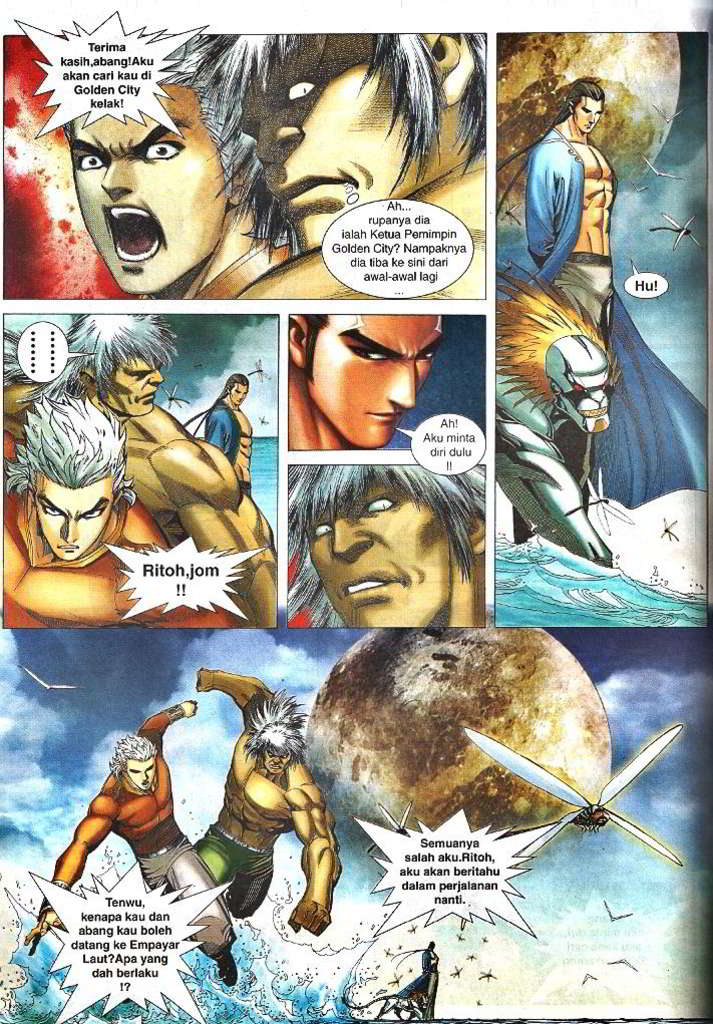 Terima
kasih,abang!Aku
akan cari kau di
Golden City
kelak!
Ah...
rupanya dia
ialah Ketua Pemimpin
Golden City? Nampaknya
dia tiba ke sini dari
awal-awal lagi
...
Hu!
Ah!
Aku minta
diri dulu
!!
Ritoh,jom
!!
Semuanya
salah aku.Ritoh,
aku akan beritahu
dalam perjalanan
nanti.
Tenwu,
kenapa kau dan
abang kau boleh
datang ke Empayar
Laut?Apa yang
dah berlaku
!?